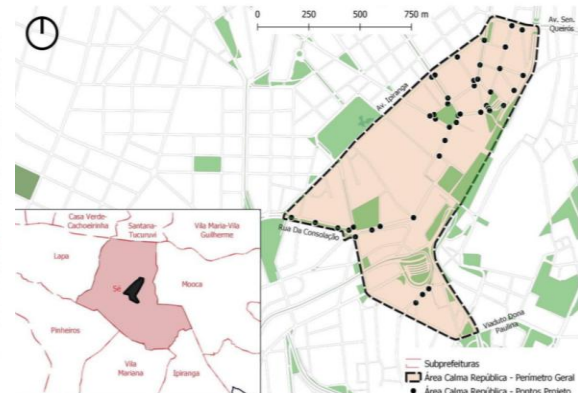 0 250 500 750 m
Av. Sen.
Queirós
Av. Ipiranga
Rua Da Consolação
Viaduto Dona
Paulina
Casa Verde-
Cachoeirinha
Santana-
Tucuruvi
Vila Maria-Vila
Guilherme
Lapa
Sé
Mooca
Pinheiros
Vila
Mariana
Ipiranga
Subprefeituras
Área Calma República - Perímetro Geral
Área Calma República - Pontos Projeto